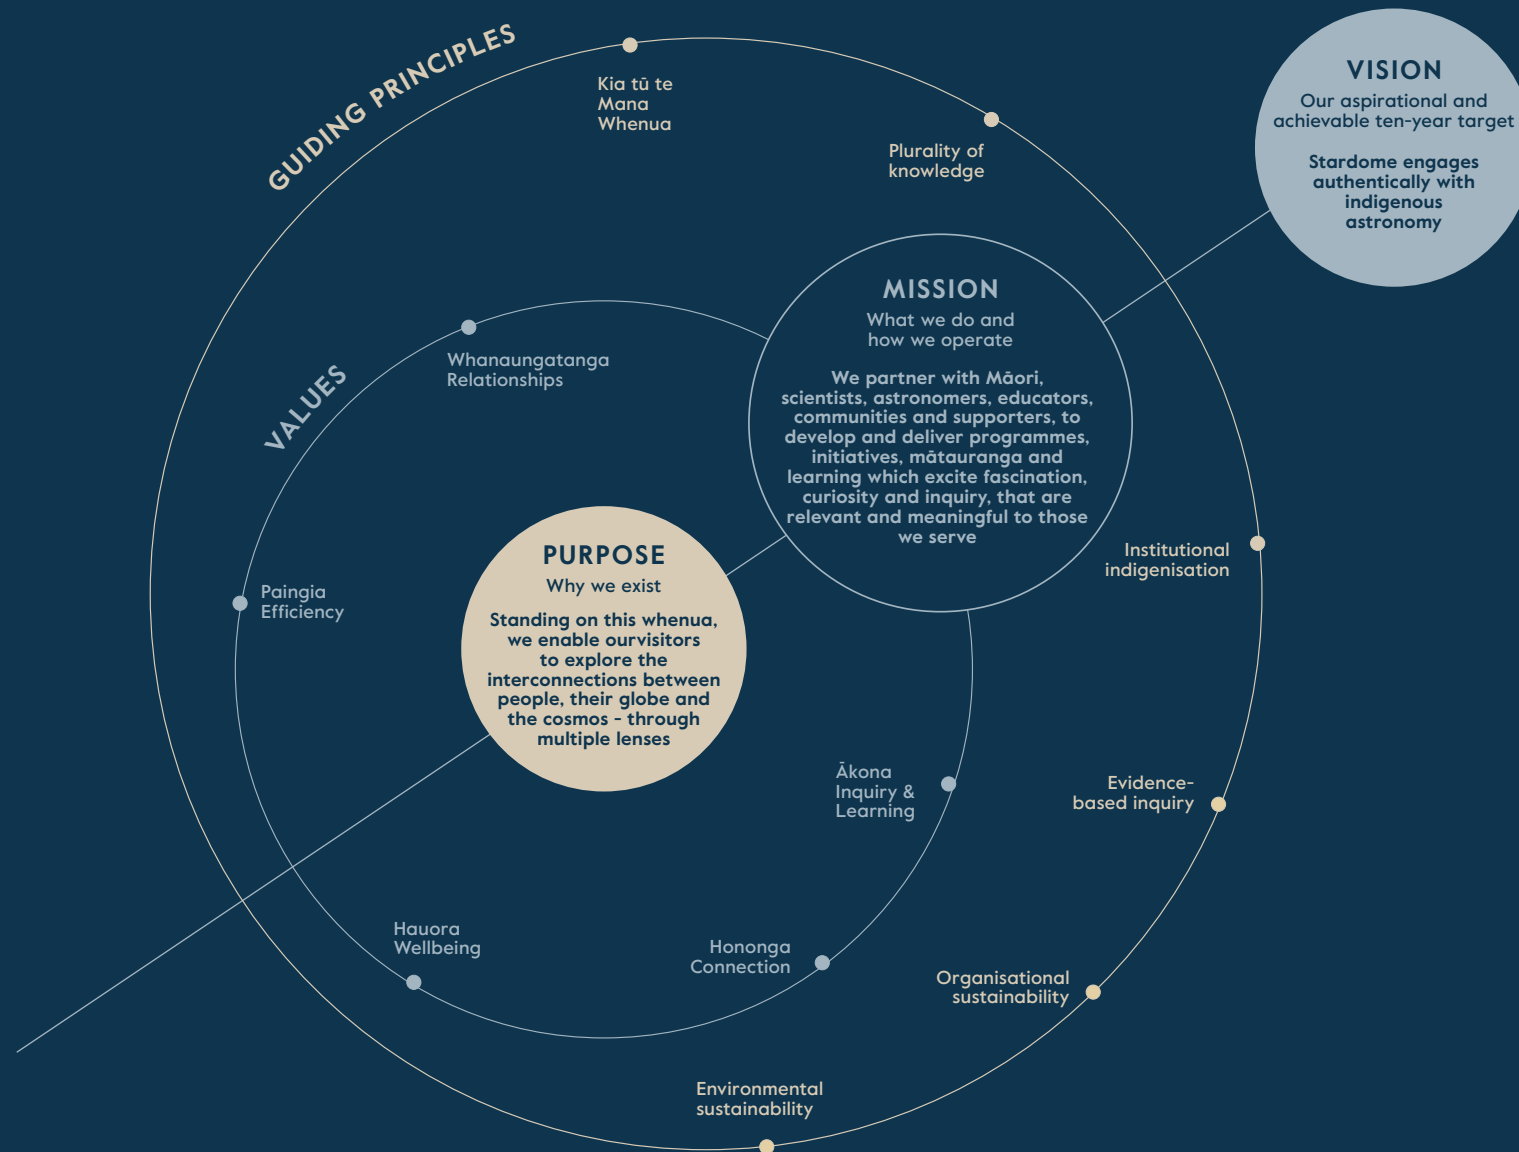 GUIDING PRINCIPLES
Kia tū te
Mana
Whenua
Plurality of
knowledge
Institutional
indigenisation
Evidence-
based inquiry
Organisational
sustainability
Environmental
sustainability
VISION
Our aspirational and
achievable ten-year target
Stardome engages
authentically with
indigenous
astronomy
MISSION
What we do and
how we operate
We partner with Māori,
scientists, astronomers, educators,
communities and supporters, to
develop and deliver programmes,
initiatives, mātauranga and
learning which excite fascination,
curiosity and inquiry, that are
relevant and meaningful to those
we serve
VALUES
Whanaungatanga
Relationships
Paingia
Efficiency
Hauora
Wellbeing
Hononga
Connection
Ākona
Inquiry &
Learning
PURPOSE
Why we exist
Standing on this whenua,
we enable ourvisitors
to explore the
interconnections between
people, their globe and
the cosmos - through
multiple lenses